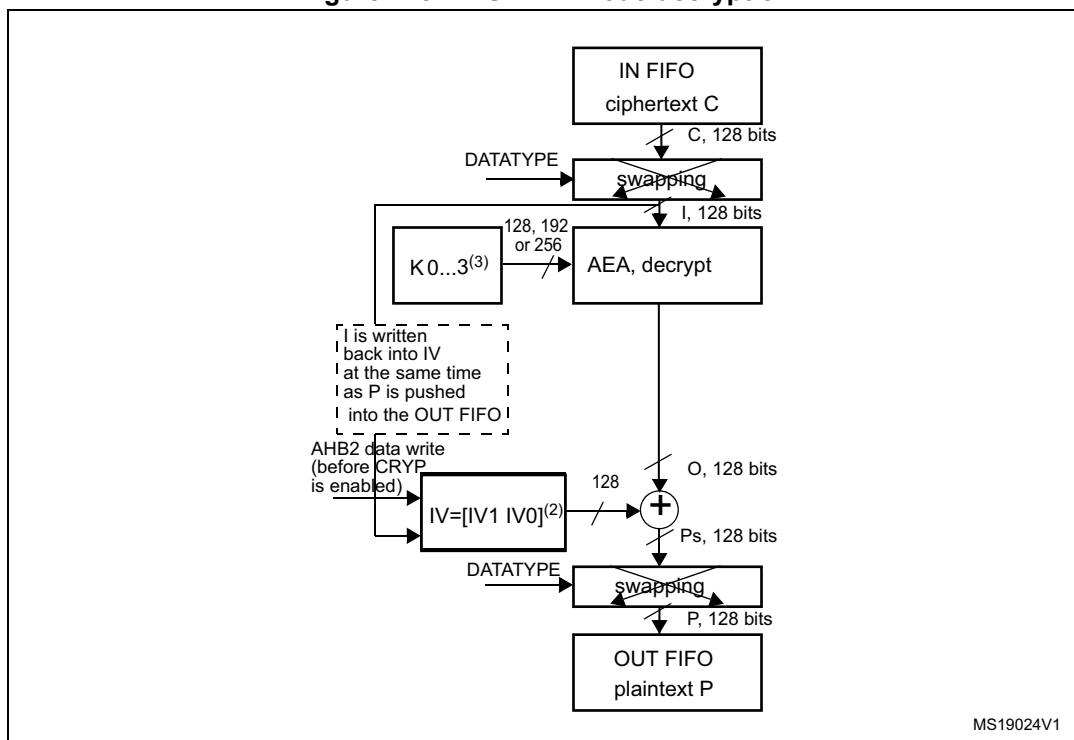 IN FIFO
ciphertext C
C, 128 bits
DATATYPE
swapping
I, 128 bits
128, 192
or 256
K 0...3(3)
AEA, decrypt
I is written
back into IV
at the same time
as P is pushed
into the OUT FIFO
AHB2 data write
(before CRYP
is enabled)
IV=[IV1 IV0](2)
128
O, 128 bits
+
Ps, 128 bits
DATATYPE
swapping
P, 128 bits
OUT FIFO
plaintext P
MS19024V1